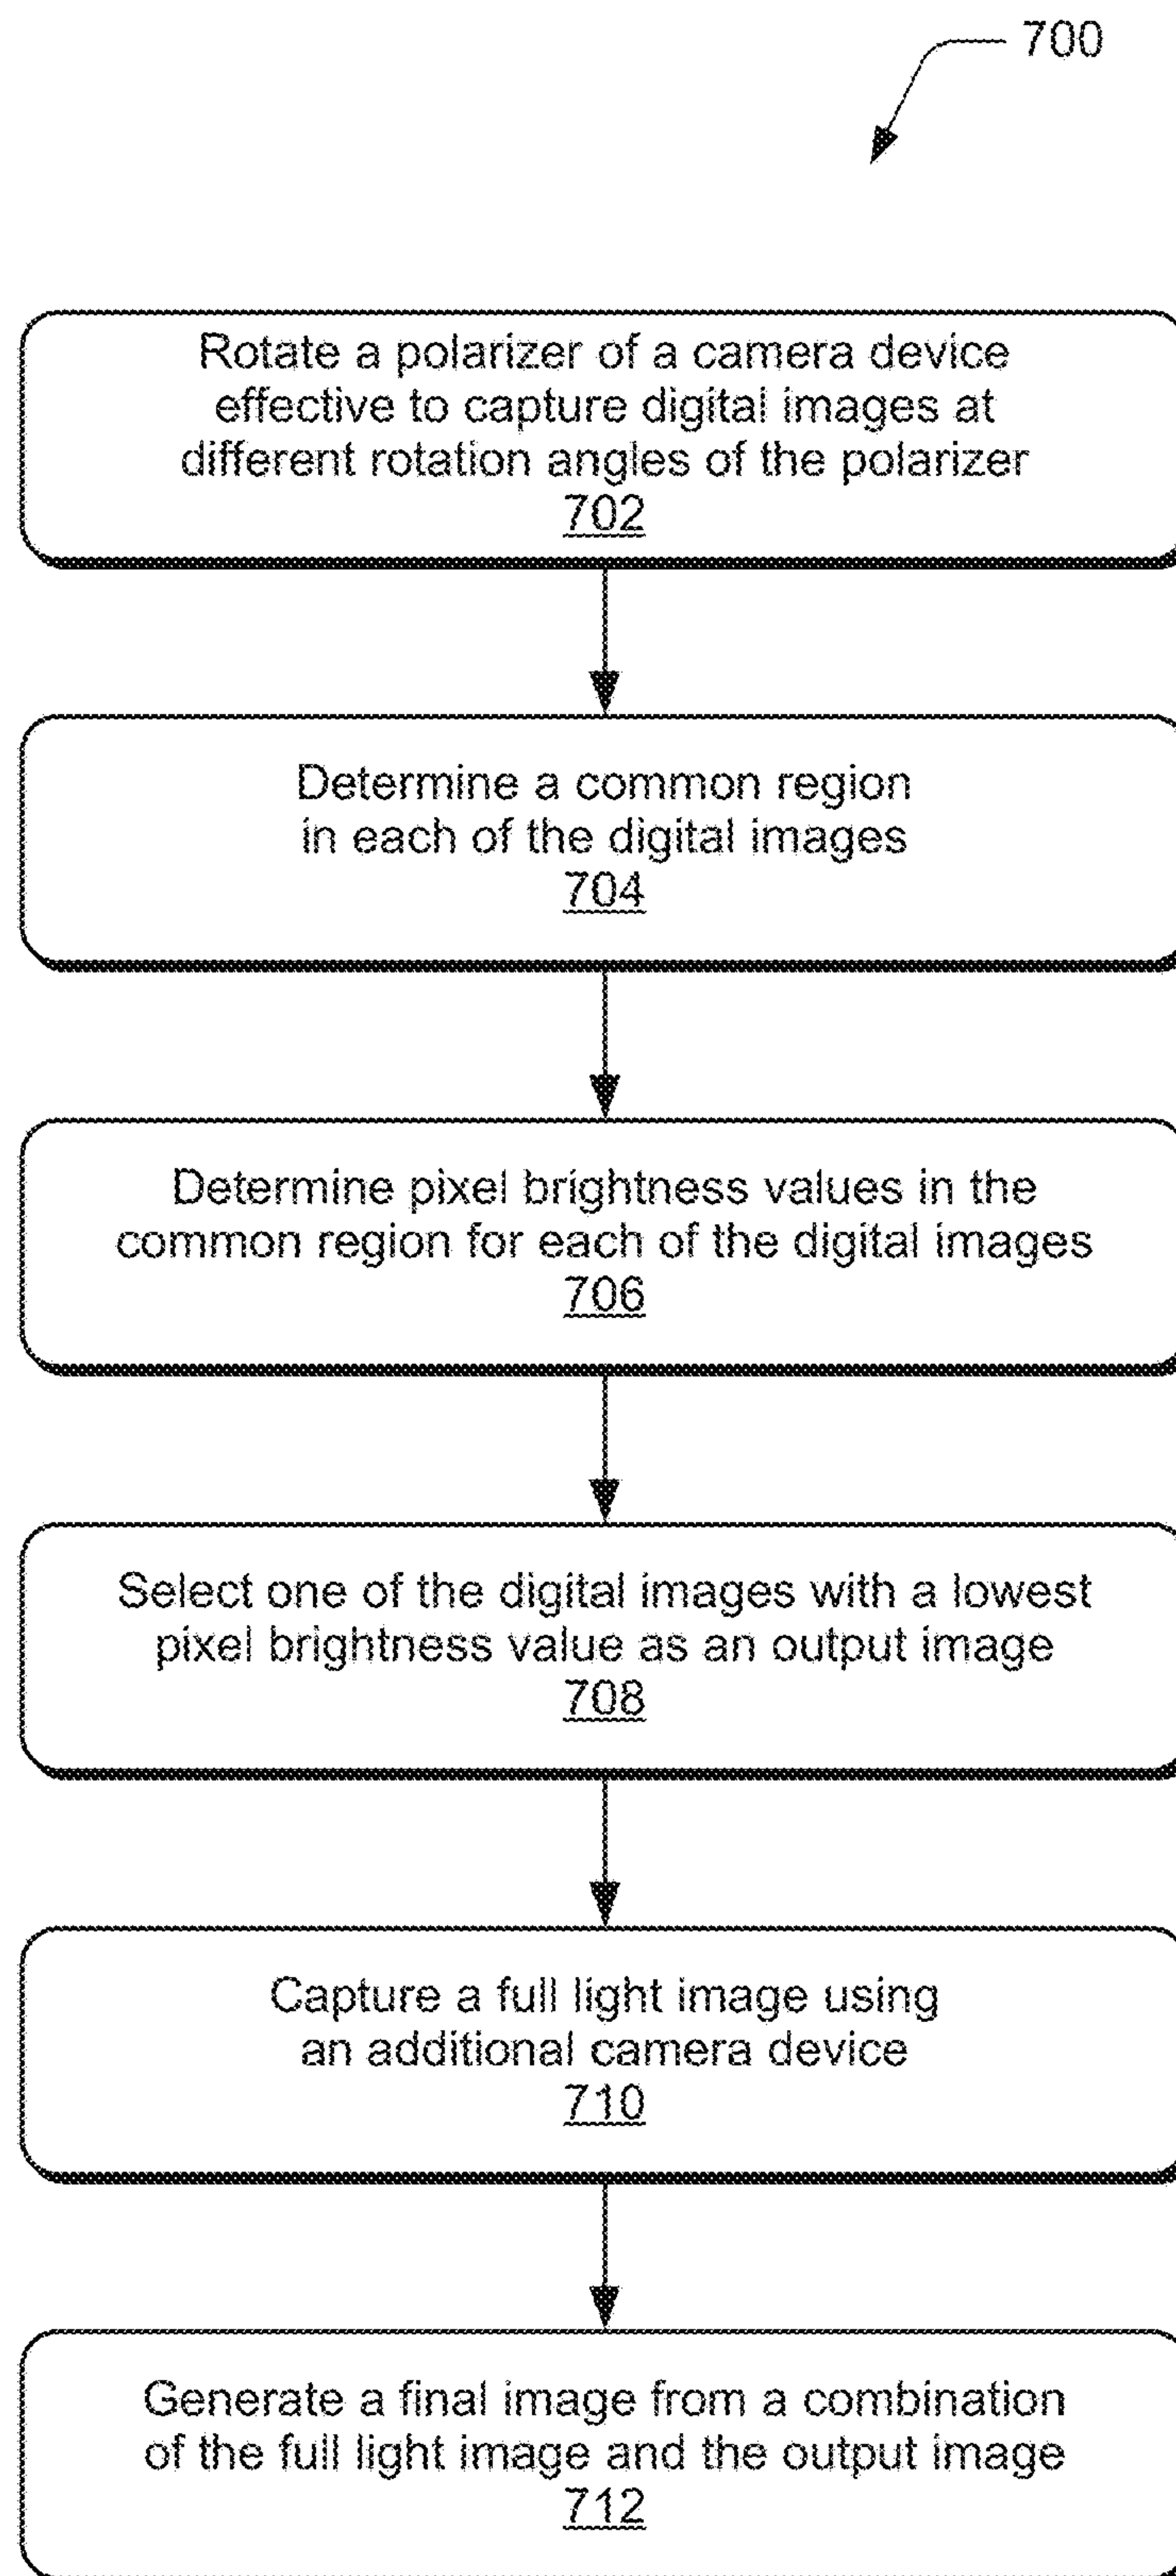 700
Rotate a polarizer of a camera device
effective to capture digital images at
different rotation angles of the polarizer
702
Determine a common region
in each of the digital images
704
Determine pixel brightness values in the
common region for each of the digital images
706
Select one of the digital images with a lowest
pixel brightness value as an output image
708
Capture a full light image using
an additional camera device
710
Generate a final image from a combination
of the full light image and the output image
712